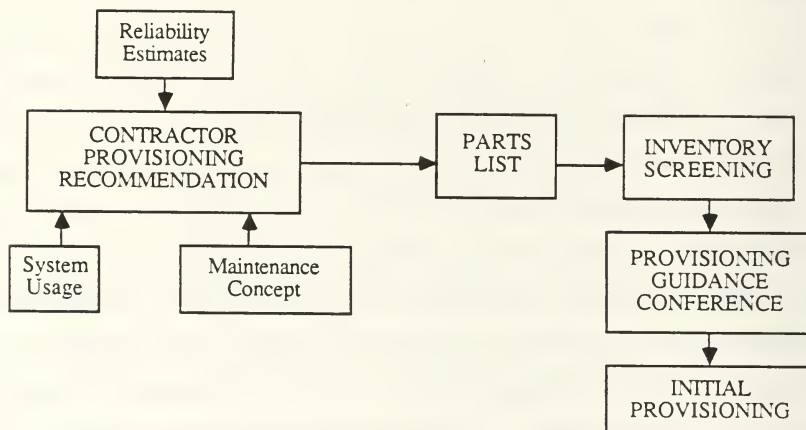 Reliability
Estimates
CONTRACTOR
PROVISIONING
RECOMMENDATION
PARTS
LIST
INVENTORY
SCREENING
System
Usage
Maintenance
Concept
PROVISIONING
GUIDANCE
CONFERENCE
INITIAL
PROVISIONING